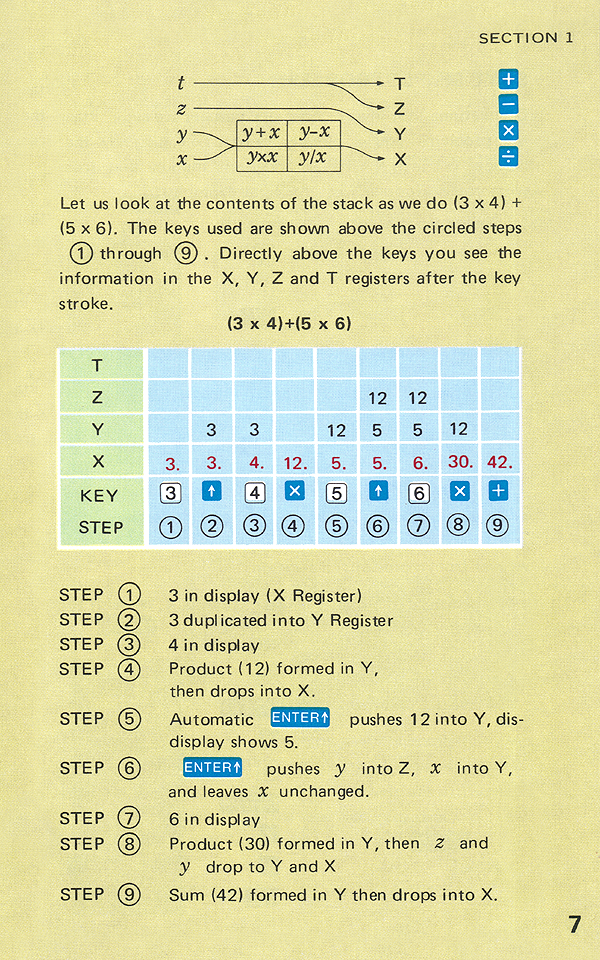 SECTION 1
t T +
z Z −
y y + x y–x Y ×
x y×x y/x X ÷
Let us look at the contents of the stack as we do (3 x 4) +
(5 x 6). The keys used are shown above the circled steps
① through ⑨ . Directly above the keys you see the
information in the X, Y, Z and T registers after the key
stroke.
(3 x 4)+(5 x 6)
T
Z 12 12
Y 3 3 12 5 5 12
X 3. 3. 4. 12. 5. 5. 6. 30. 42.
KEY 3 ↑ 4 × 5 ↑ 6 × +
STEP ① ② ③ ④ ⑤ ⑥ ⑦ ⑧ ⑨
STEP ① 3 in display (X Register)
STEP ② 3 duplicated into Y Register
STEP ③ 4 in display
STEP ④ Product (12) formed in Y,
then drops into X.
STEP ⑤ Automatic ENTER↑ pushes 12 into Y, dis-
display shows 5.
STEP ⑥ ENTER↑ pushes y into Z, x into Y,
and leaves x unchanged.
STEP ⑦ 6 in display
STEP ⑧ Product (30) formed in Y, then z and
y drop to Y and X
STEP ⑨ Sum (42) formed in Y then drops into X.
7